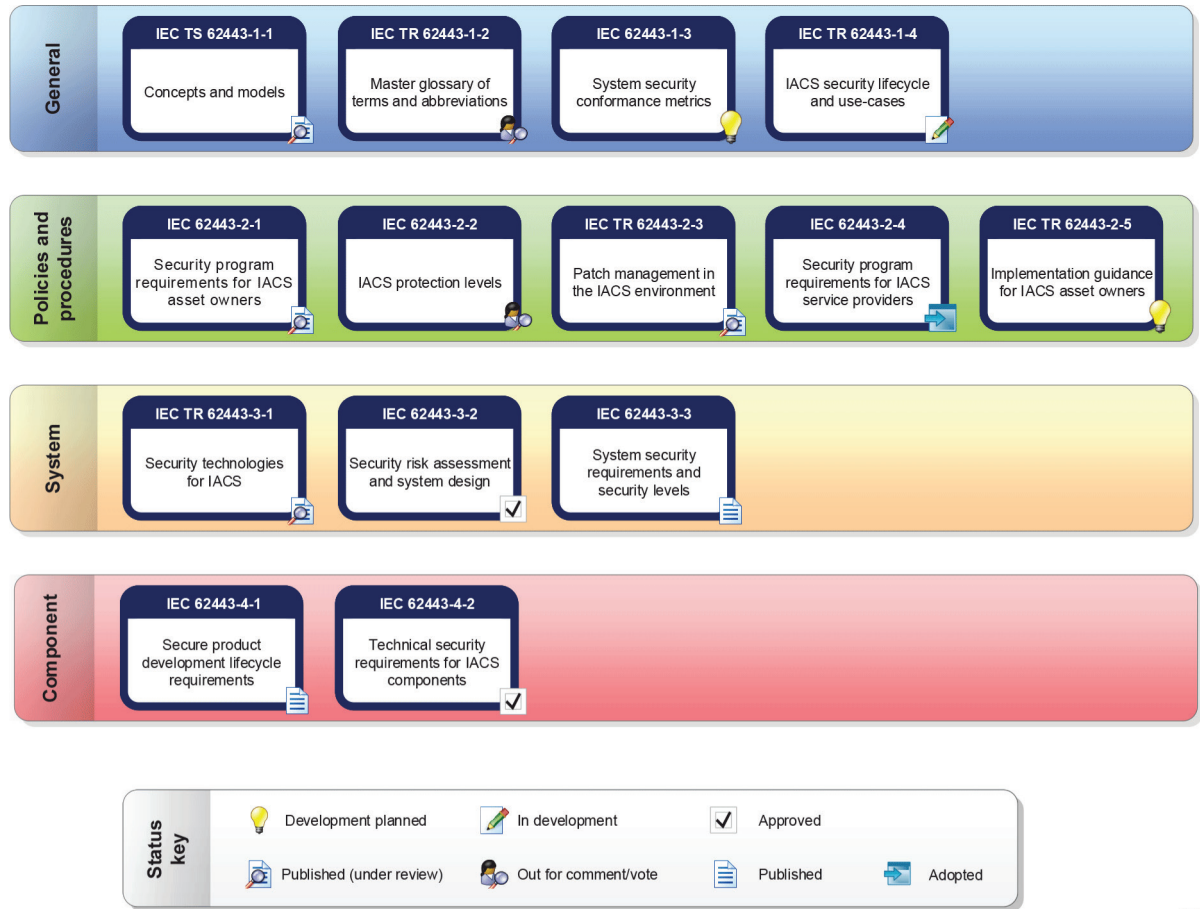 General
IEC TS 62443-1-1
Concepts and models
IEC TR 62443-1-2
Master glossary of
terms and abbreviations
IEC 62443-1-3
System security
conformance metrics
IEC TR 62443-1-4
IACS security lifecycle
and use-cases
Policies and
procedures
IEC 62443-2-1
Security program
requirements for IACS
asset owners
IEC 62443-2-2
IACS protection levels
IEC TR 62443-2-3
Patch management in
the IACS environment
IEC 62443-2-4
Security program
requirements for IACS
service providers
IEC TR 62443-2-5
Implementation guidance
for IACS asset owners
System
IEC TR 62443-3-1
Security technologies
for IACS
IEC 62443-3-2
Security risk assessment
and system design
IEC 62443-3-3
System security
requirements and
security levels
Component
IEC 62443-4-1
Secure product
development lifecycle
requirements
IEC 62443-4-2
Technical security
requirements for IACS
components
Status
key
Development planned
In development
Approved
Published (under review)
Out for comment/vote
Published
Adopted